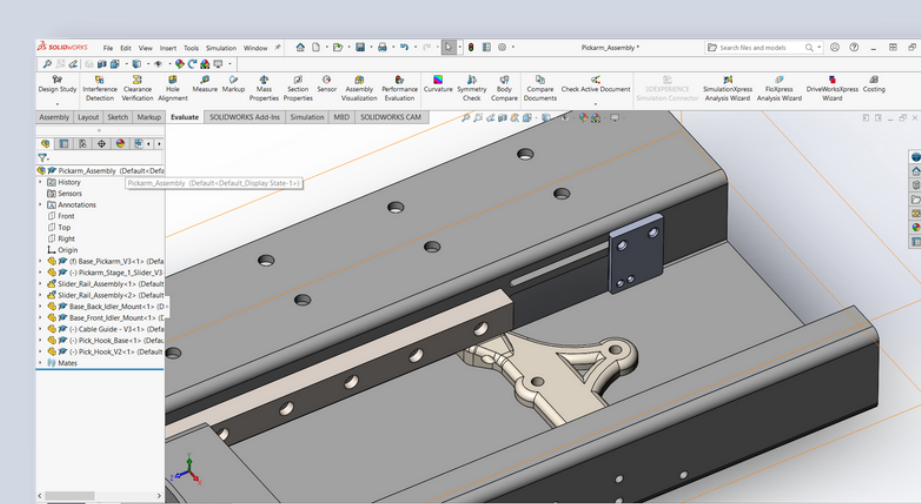 SOLIDWORKS File Edit View Insert Tools Simulation Window Pickarm_Assembly * Search files and models
Design Study Interference Detection Clearance Verification Hole Alignment Measure Markup Mass Properties Section Properties Sensor Assembly Visualization Performance Evaluation Curvature Symmetry Check Body Compare Compare Documents Check Active Document 3DEXPERIENCE Simulation Connector SimulationXpress Analysis Wizard FloXpress Analysis Wizard DriveWorksXpress Wizard Costing
Assembly Layout Sketch Markup Evaluate SOLIDWORKS Add-Ins Simulation MBD SOLIDWORKS CAM
Pickarm_Assembly (Default<Defa
History
Pickarm_Assembly (Default<Default_Display State-1>)
Sensors
Annotations
Front
Top
Right
Origin
(f) Base_Pickarm_V3<1> (Defa
(-) Pickarm_Stage_1_Slider_V3
Slider_Rail_Assembly<1> (Default
Slider_Rail_Assembly<2> (Default
Base_Back_Idler_Mount<1> (D
Base_Front_Idler_Mount<1> (D
(-) Cable Guide - V3<1> (Defa
(-) Pick_Hook_Base<1> (Defau
(-) Pick_Hook_V2<1> (Default
Mates